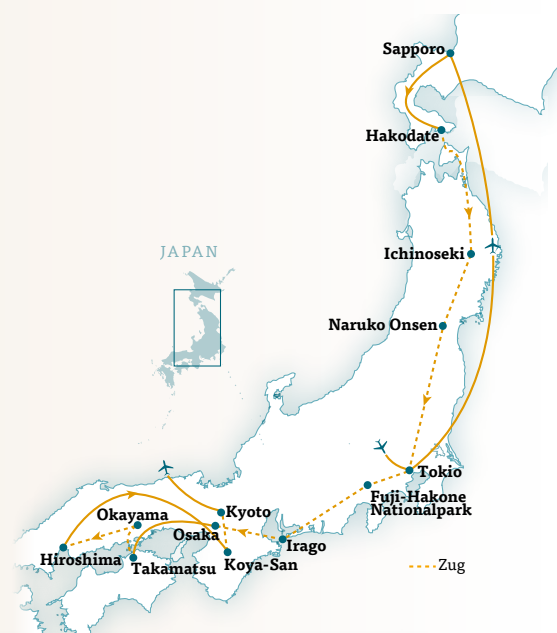 Sapporo
Hakodate
JAPAN
Ichinoseki
Naruko Onsen
Tokio
Fuji-Hakone
Nationalpark
Kyoto
Okayama
Osaka
Irago
Hiroshima
Koya-San
Takamatsu
Zug